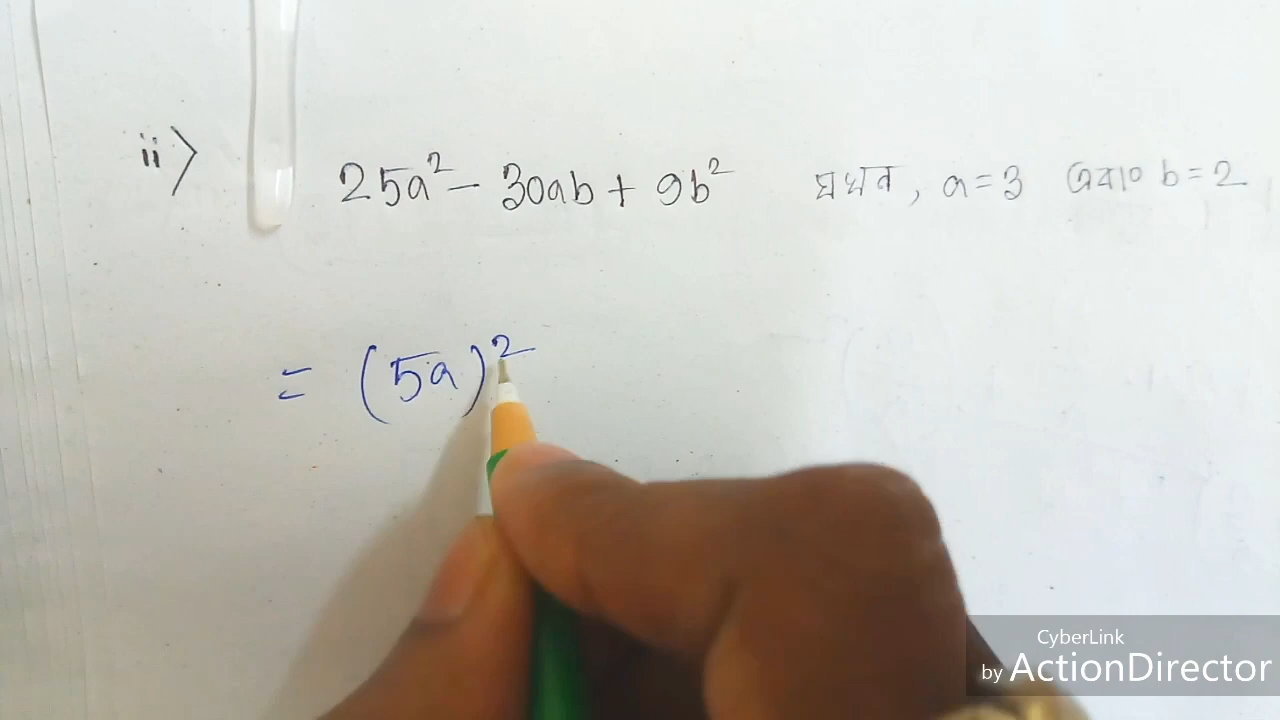 ii) 25a² - 30ab + 9b² যখন, a = 3 এবং b = 2
= (5a)²
CyberLink
by ActionDirector